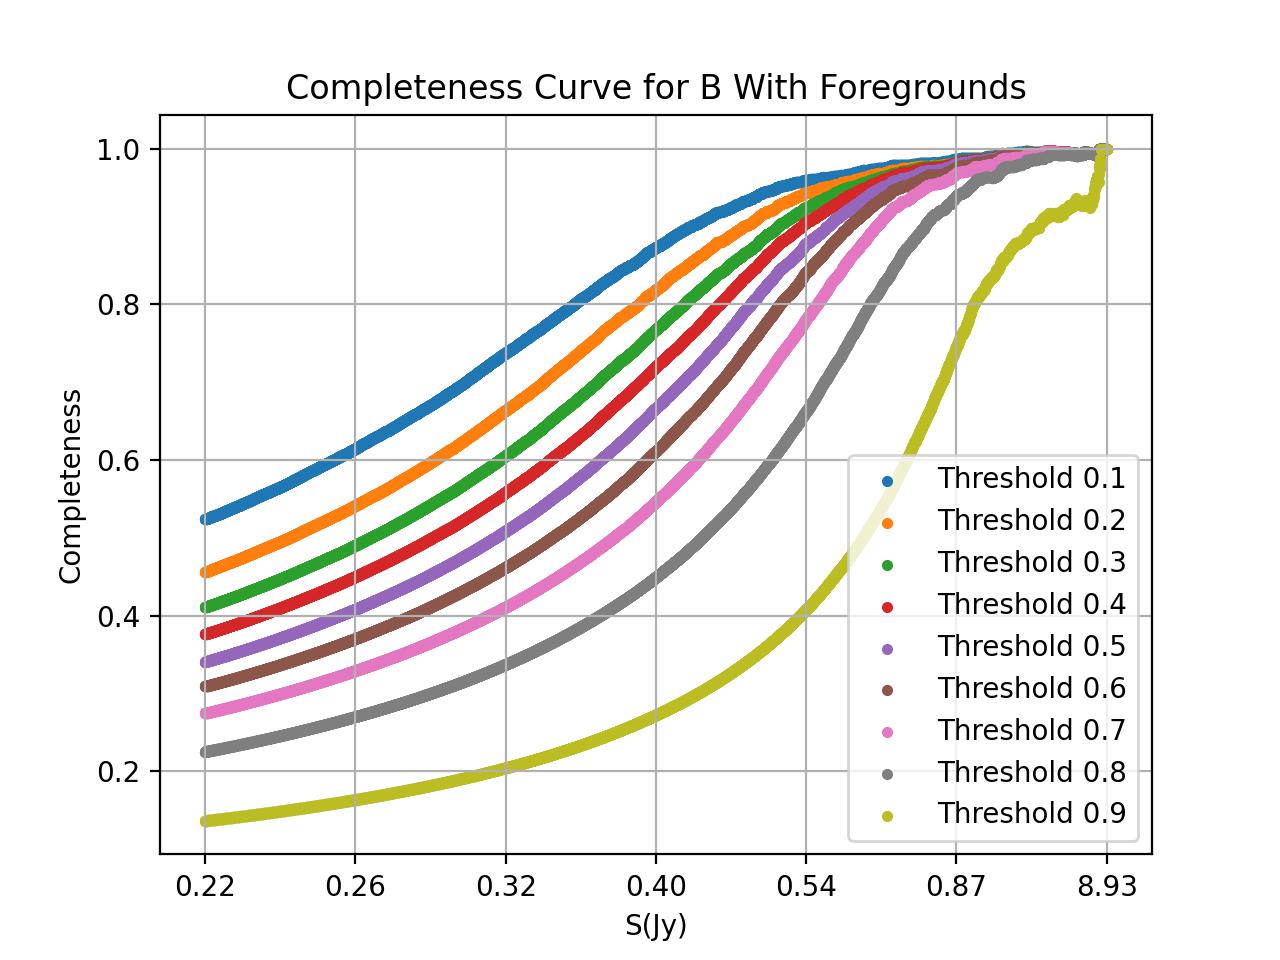 Completeness Curve for B With Foregrounds
1.0
0.8
0.6
0.4
0.2
Completeness
Threshold 0.1
Threshold 0.2
Threshold 0.3
Threshold 0.4
Threshold 0.5
Threshold 0.6
Threshold 0.7
Threshold 0.8
Threshold 0.9
0.22 0.26 0.32 0.40 0.54 0.87 8.93
S(Jy)